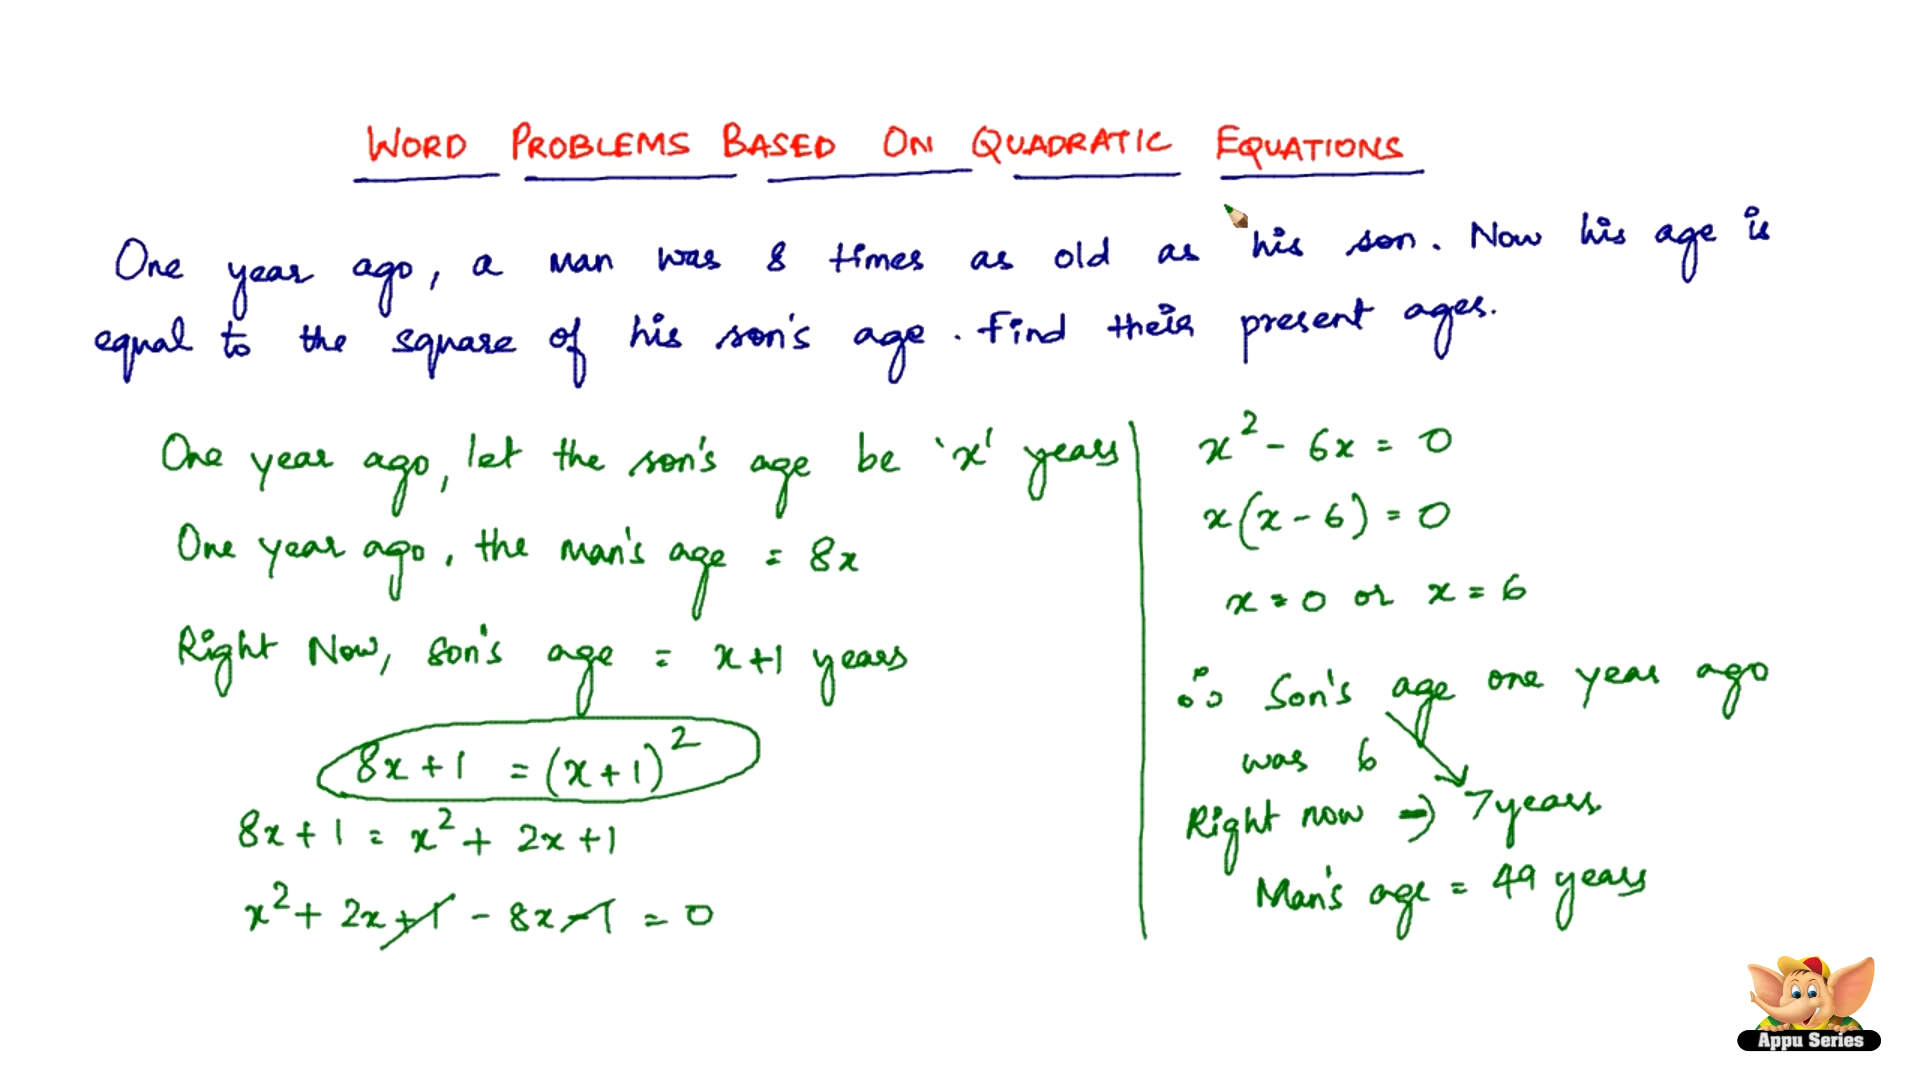 WORD PROBLEMS BASED ON QUADRATIC EQUATIONS
One year ago, a man was 8 times as old as his son. Now his age is
equal to the square of his son's age. Find their present ages.
One year ago, let the son's age be 'x' years
One year ago, the man's age = 8x
Right Now, son's age = x+1 years
8x+1 = (x+1)²
8x+1 = x²+ 2x+1
x²+ 2x+1 - 8x-1 = 0
x²- 6x = 0
x(x-6) = 0
x=0 or x=6
∴ Son's age one year ago
was 6
Right now ⇒ 7years
Man's age = 49 years
Appu Series